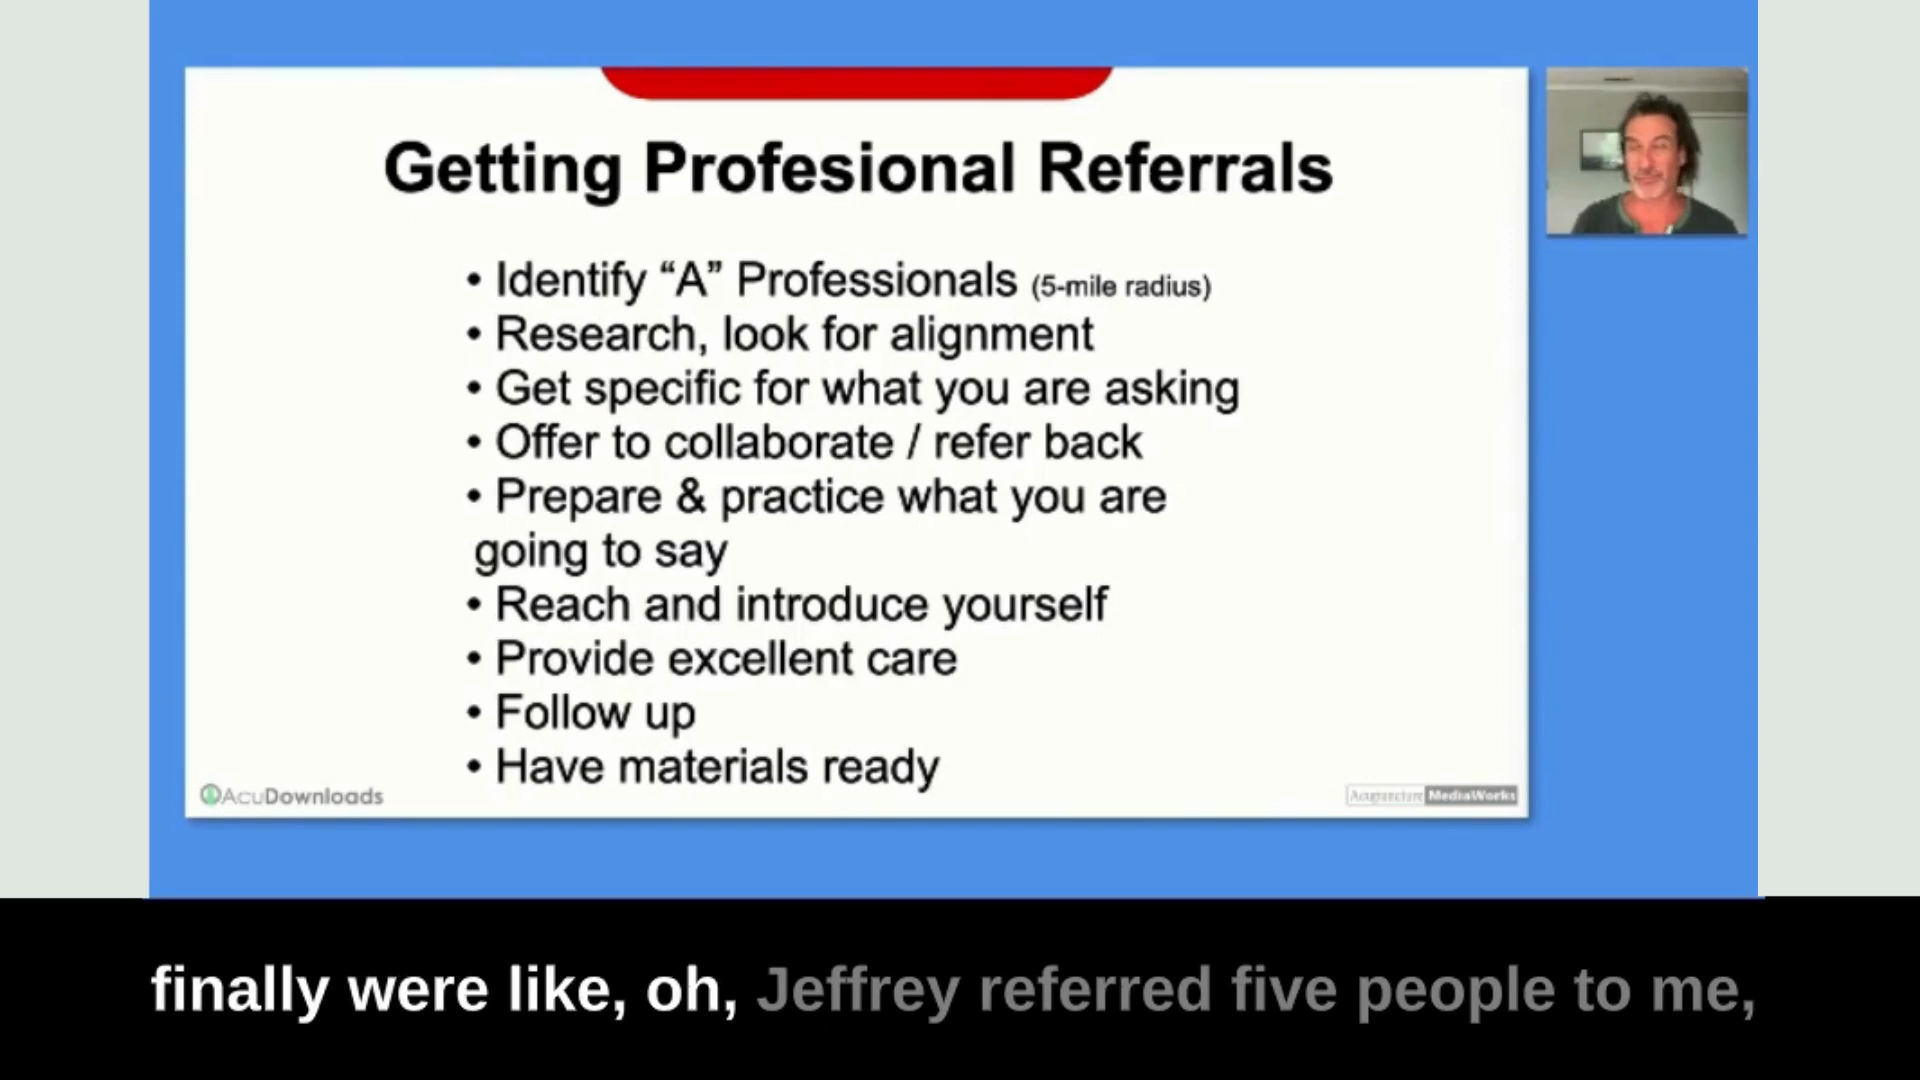 Getting Profesional Referrals
• Identify “A” Professionals (5-mile radius)
• Research, look for alignment
• Get specific for what you are asking
• Offer to collaborate / refer back
• Prepare & practice what you are
going to say
• Reach and introduce yourself
• Provide excellent care
• Follow up
• Have materials ready
AcuDownloads
Acupuncture MediaWorks
finally were like, oh, Jeffrey referred five people to me,